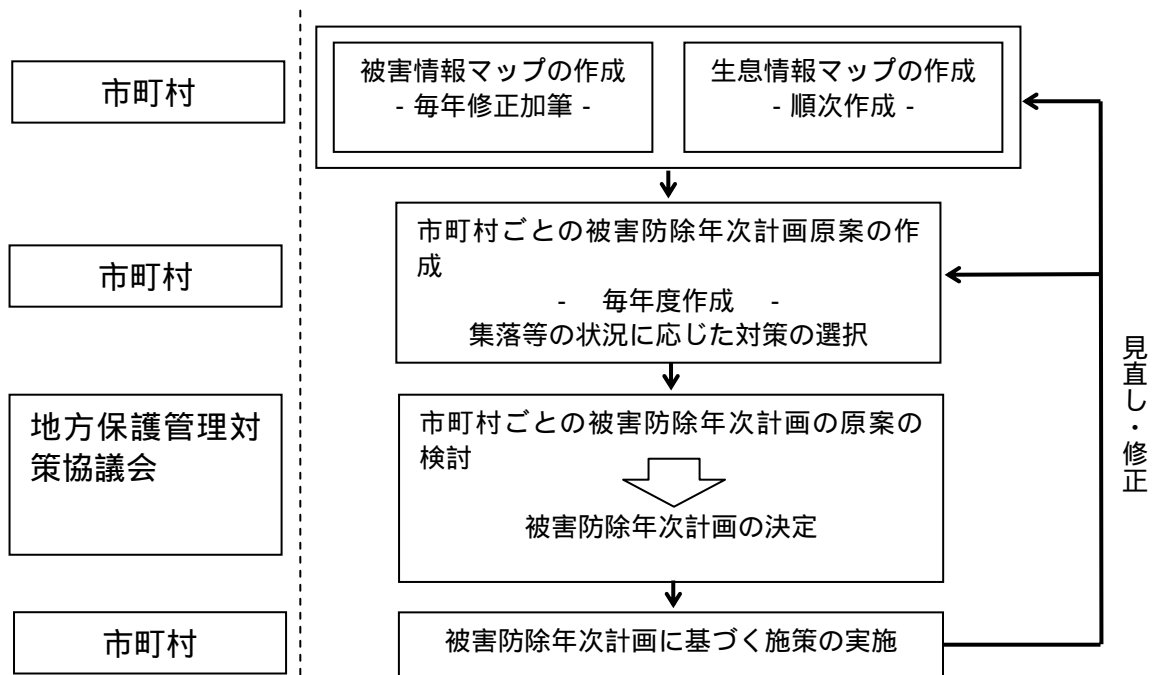 市町村
被害情報マップの作成
- 毎年修正加筆 -
生息情報マップの作成
- 順次作成 -
市町村
市町村ごとの被害防除年次計画原案の作
成
- 毎年度作成 -
集落等の状況に応じた対策の選択
地方保護管理対
策協議会
市町村ごとの被害防除年次計画の原案の
検討
被害防除年次計画の決定
見直し・修正
市町村
被害防除年次計画に基づく施策の実施